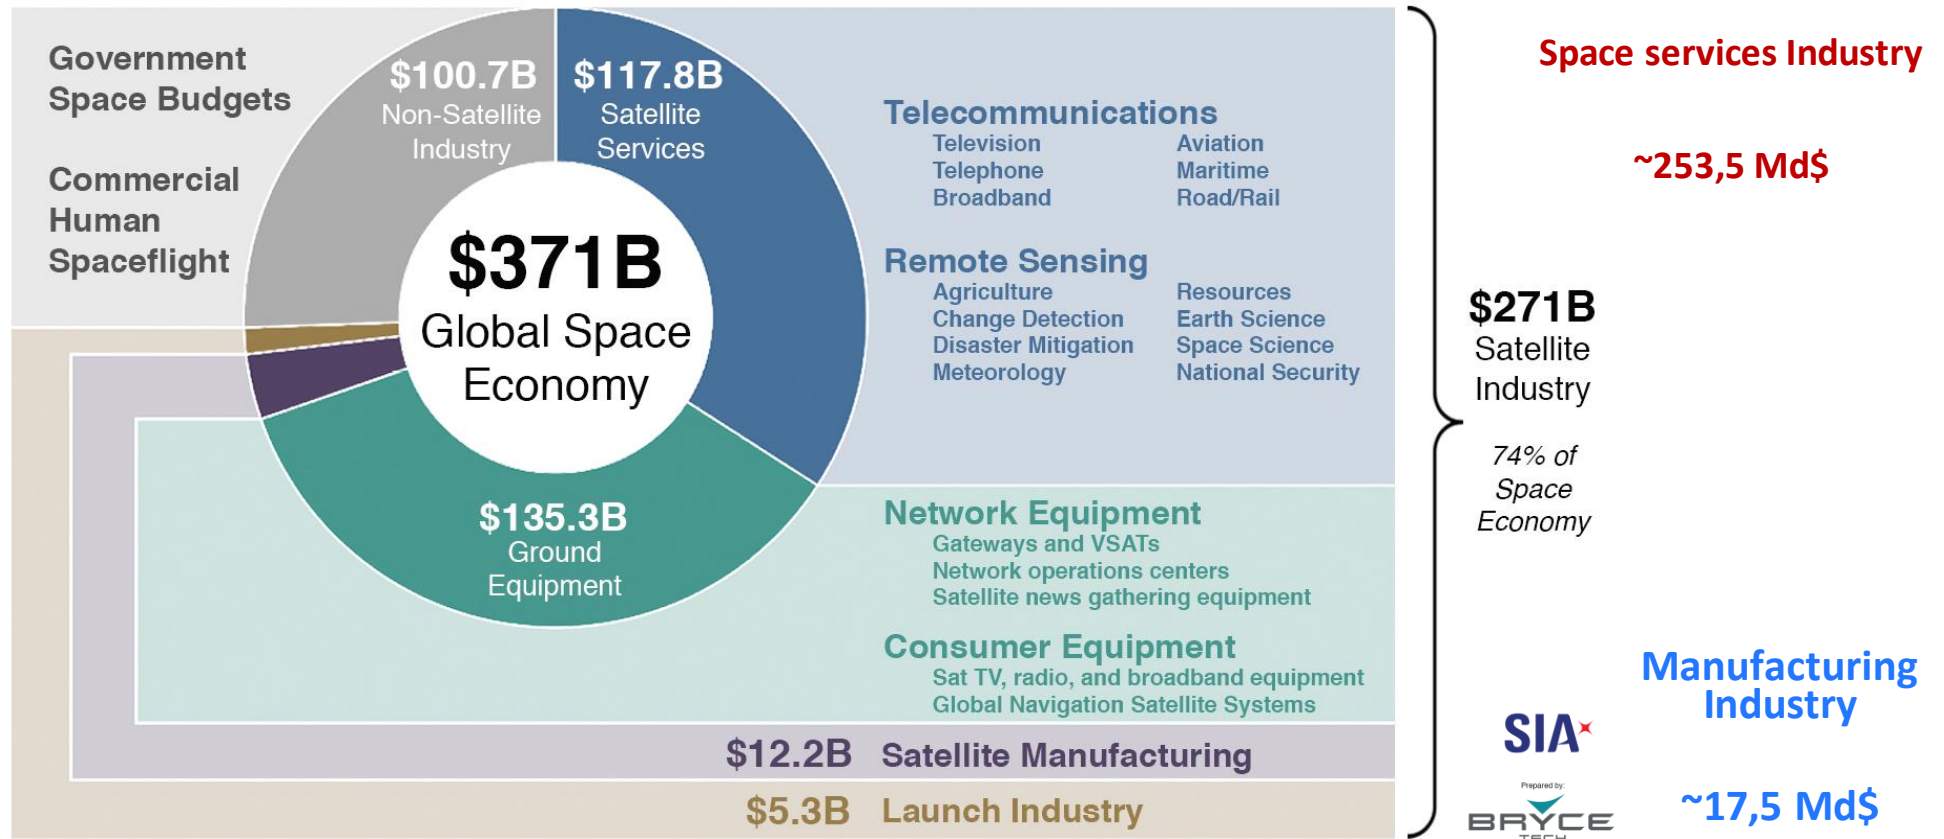 Government
Space Budgets
Commercial
Human
Spaceflight
$100.7B
Non-Satellite
Industry
$117.8B
Satellite
Services
$371B
Global Space
Economy
$135.3B
Ground
Equipment
Telecommunications
Television
Telephone
Broadband
Aviation
Maritime
Road/Rail
Remote Sensing
Agriculture
Change Detection
Disaster Mitigation
Meteorology
Resources
Earth Science
Space Science
National Security
Network Equipment
Gateways and VSATs
Network operations centers
Satellite news gathering equipment
Consumer Equipment
Sat TV, radio, and broadband equipment
Global Navigation Satellite Systems
$12.2B Satellite Manufacturing
$5.3B Launch Industry
$271B
Satellite
Industry
74% of
Space
Economy
Space services Industry
~253,5 Md$
Manufacturing
Industry
~17,5 Md$
SIA
Prepared by:
BRYCE
TECH